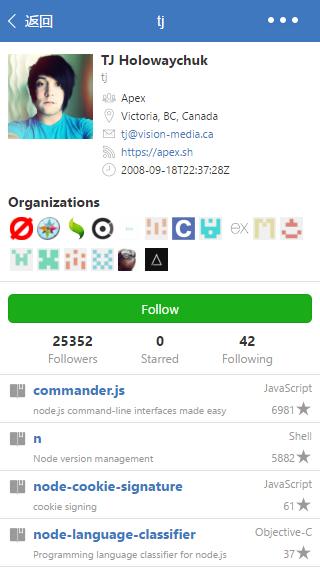 返回
tj
TJ Holowaychuk
tj
Apex
Victoria, BC, Canada
tj@vision-media.ca
https://apex.sh
2008-09-18T22:37:28Z
Organizations
C
ex
Follow
25352
0
42
Followers
Starred
Following
commander.js
JavaScript
node.js command-line interfaces made easy
6981
n
Shell
Node version management
5882
node-cookie-signature
JavaScript
cookie signing
61
node-language-classifier
Objective-C
Programming language classifier for node.js
37